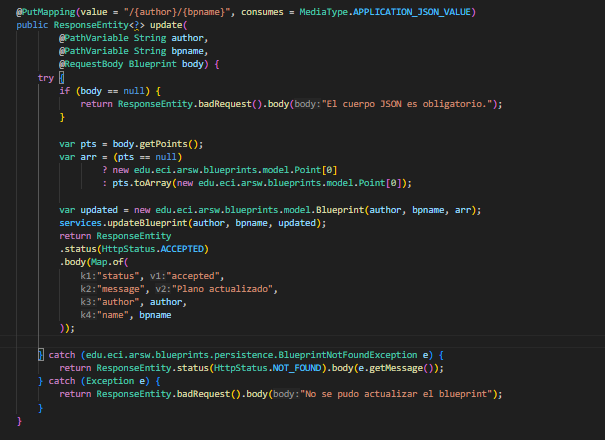 @PutMapping(value = "/{author}/{bpname}", consumes = MediaType.APPLICATION_JSON_VALUE)
public ResponseEntity<?> update(
        @PathVariable String author,
        @PathVariable String bpname,
        @RequestBody Blueprint body) {
    try {
        if (body == null) {
            return ResponseEntity.badRequest().body(body:"El cuerpo JSON es obligatorio.");
        }
        var pts = body.getPoints();
        var arr = (pts == null)
                ? new edu.eci.arsw.blueprints.model.Point[0]
                : pts.toArray(new edu.eci.arsw.blueprints.model.Point[0]);
        var updated = new edu.eci.arsw.blueprints.model.Blueprint(author, bpname, arr);
        services.updateBlueprint(author, bpname, updated);
        return ResponseEntity
        .status(HttpStatus.ACCEPTED)
        .body(Map.of(
            k1:"status", v1:"accepted",
            k2:"message", v2:"Plano actualizado",
            k3:"author", author,
            k4:"name", bpname
        ));
    } catch (edu.eci.arsw.blueprints.persistence.BlueprintNotFoundException e) {
        return ResponseEntity.status(HttpStatus.NOT_FOUND).body(e.getMessage());
    } catch (Exception e) {
        return ResponseEntity.badRequest().body(body:"No se pudo actualizar el blueprint");
    }
}